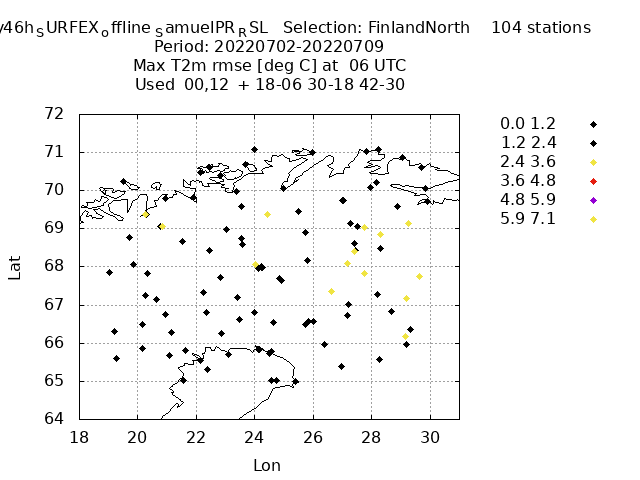 y46hSURFEXoffline SamuelPRRSL Selection: FinlandNorth 104 stations
Period: 20220702-20220709
Max T2m rmse [deg C] at 06 UTC
Used 00,12 + 18-06 30-18 42-30
72
71
70
69
68
67
66
65
64
Lat
18 20 22 24 26 28 30
Lon
0.0 1.2
1.2 2.4
2.4 3.6
3.6 4.8
4.8 5.9
5.9 7.1